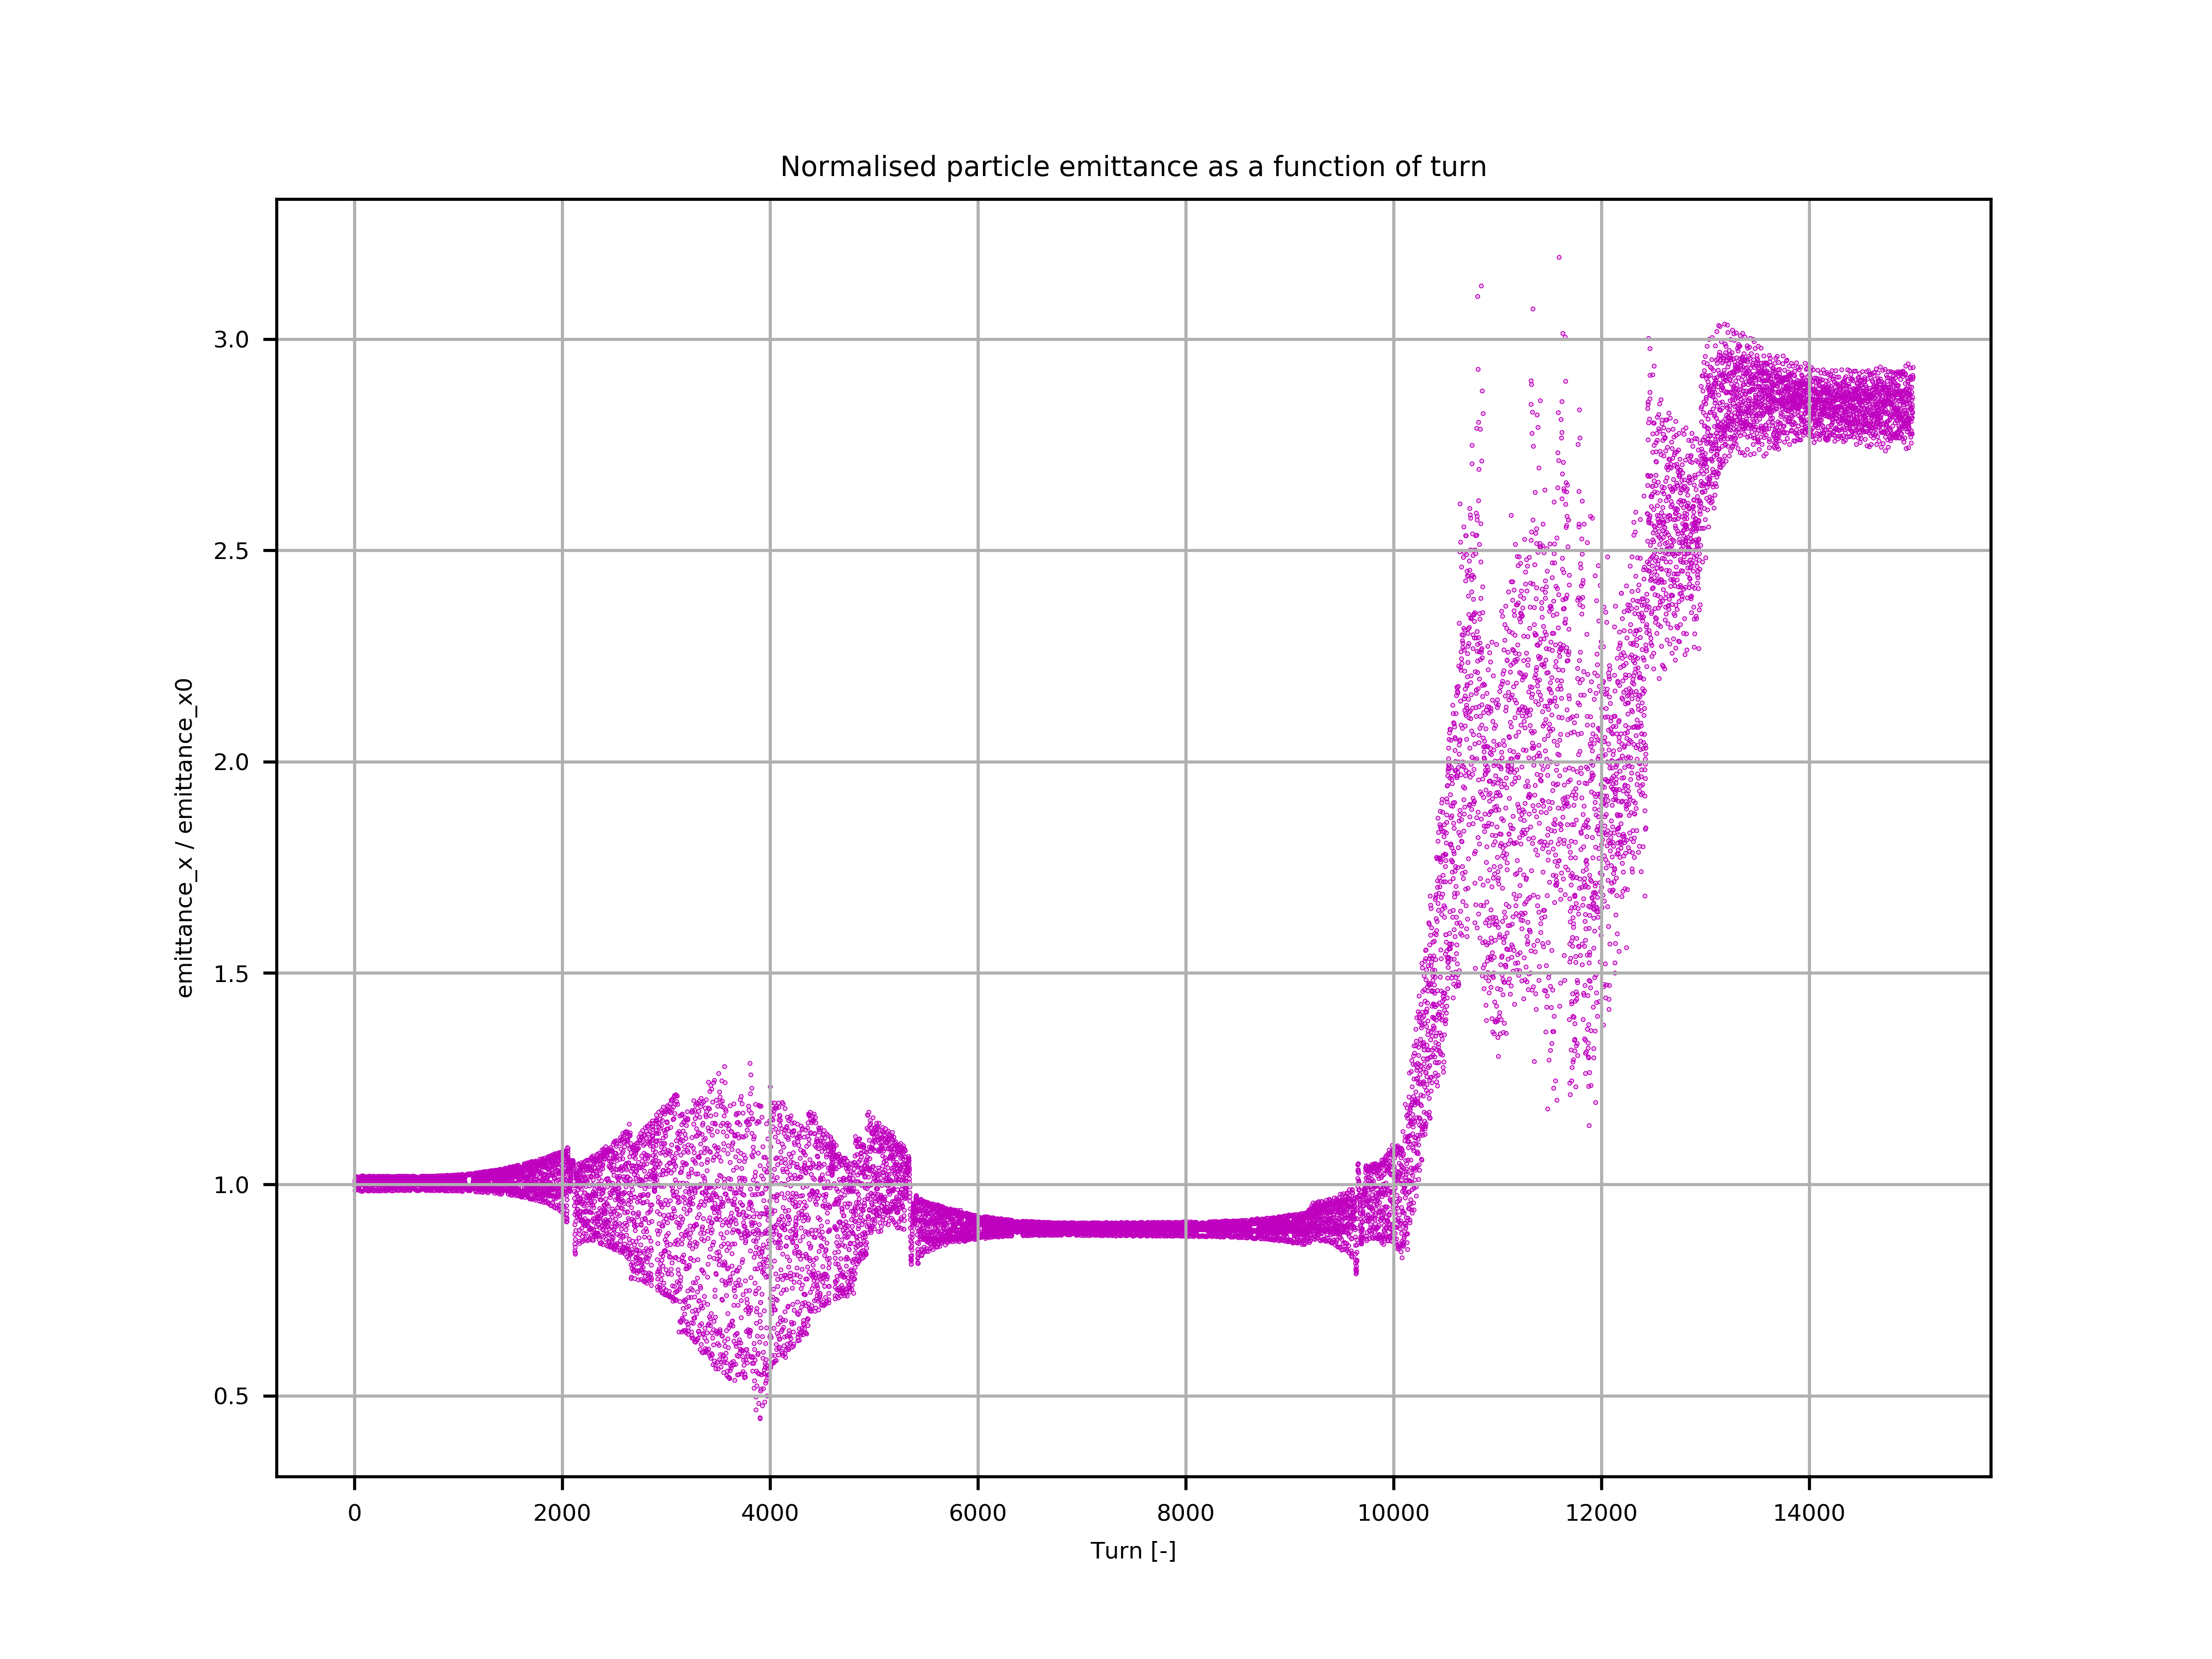 Normalised particle emittance as a function of turn
emittance_x / emittance_x0
3.0
2.5
2.0
1.5
1.0
0.5
0 2000 4000 6000 8000 10000 12000 14000
Turn [-]